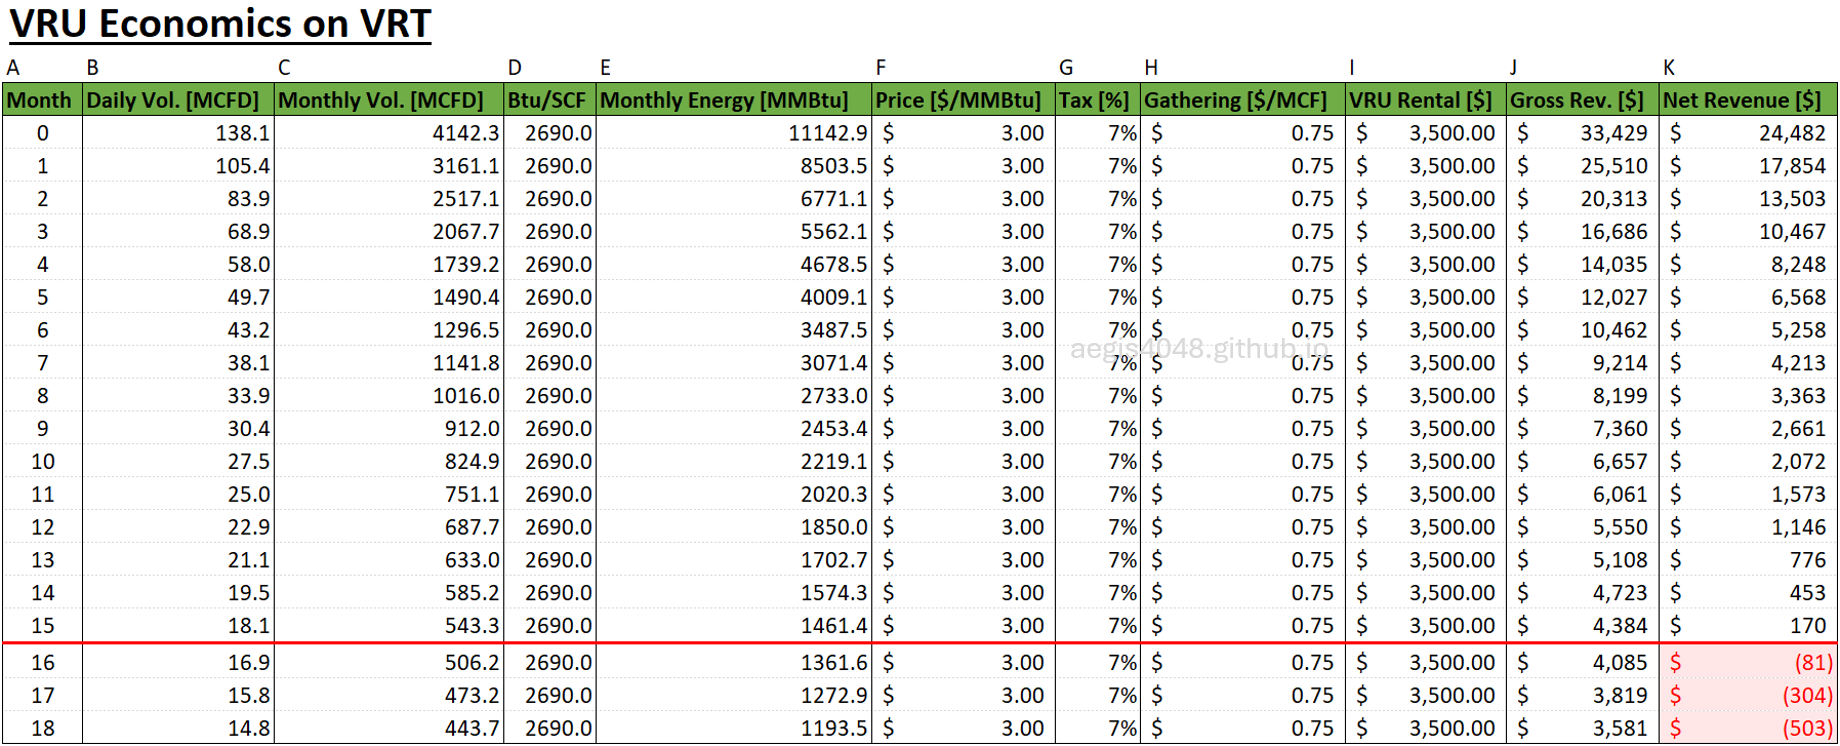 VRU Economics on VRT
A B C D E F G H I J K
Month Daily Vol. [MCFD] Monthly Vol. [MCFD] Btu/SCF Monthly Energy [MMBtu] Price [$/MMBtu] Tax [%] Gathering [$/MCF] VRU Rental [$] Gross Rev. [$] Net Revenue [$]
0 138.1 4142.3 2690.0 11142.9 $ 3.00 7% $ 0.75 $ 3,500.00 $ 33,429 $ 24,482
1 105.4 3161.1 2690.0 8503.5 $ 3.00 7% $ 0.75 $ 3,500.00 $ 25,510 $ 17,854
2 83.9 2517.1 2690.0 6771.1 $ 3.00 7% $ 0.75 $ 3,500.00 $ 20,313 $ 13,503
3 68.9 2067.7 2690.0 5562.1 $ 3.00 7% $ 0.75 $ 3,500.00 $ 16,686 $ 10,467
4 58.0 1739.2 2690.0 4678.5 $ 3.00 7% $ 0.75 $ 3,500.00 $ 14,035 $ 8,248
5 49.7 1490.4 2690.0 4009.1 $ 3.00 7% $ 0.75 $ 3,500.00 $ 12,027 $ 6,568
6 43.2 1296.5 2690.0 3487.5 $ 3.00 7% $ 0.75 $ 3,500.00 $ 10,462 $ 5,258
aegis4048.github.io
7 38.1 1141.8 2690.0 3071.4 $ 3.00 7% $ 0.75 $ 3,500.00 $ 9,214 $ 4,213
8 33.9 1016.0 2690.0 2733.0 $ 3.00 7% $ 0.75 $ 3,500.00 $ 8,199 $ 3,363
9 30.4 912.0 2690.0 2453.4 $ 3.00 7% $ 0.75 $ 3,500.00 $ 7,360 $ 2,661
10 27.5 824.9 2690.0 2219.1 $ 3.00 7% $ 0.75 $ 3,500.00 $ 6,657 $ 2,072
11 25.0 751.1 2690.0 2020.3 $ 3.00 7% $ 0.75 $ 3,500.00 $ 6,061 $ 1,573
12 22.9 687.7 2690.0 1850.0 $ 3.00 7% $ 0.75 $ 3,500.00 $ 5,550 $ 1,146
13 21.1 633.0 2690.0 1702.7 $ 3.00 7% $ 0.75 $ 3,500.00 $ 5,108 $ 776
14 19.5 585.2 2690.0 1574.3 $ 3.00 7% $ 0.75 $ 3,500.00 $ 4,723 $ 453
15 18.1 543.3 2690.0 1461.4 $ 3.00 7% $ 0.75 $ 3,500.00 $ 4,384 $ 170
16 16.9 506.2 2690.0 1361.6 $ 3.00 7% $ 0.75 $ 3,500.00 $ 4,085 $ (81)
17 15.8 473.2 2690.0 1272.9 $ 3.00 7% $ 0.75 $ 3,500.00 $ 3,819 $ (304)
18 14.8 443.7 2690.0 1193.5 $ 3.00 7% $ 0.75 $ 3,500.00 $ 3,581 $ (503)